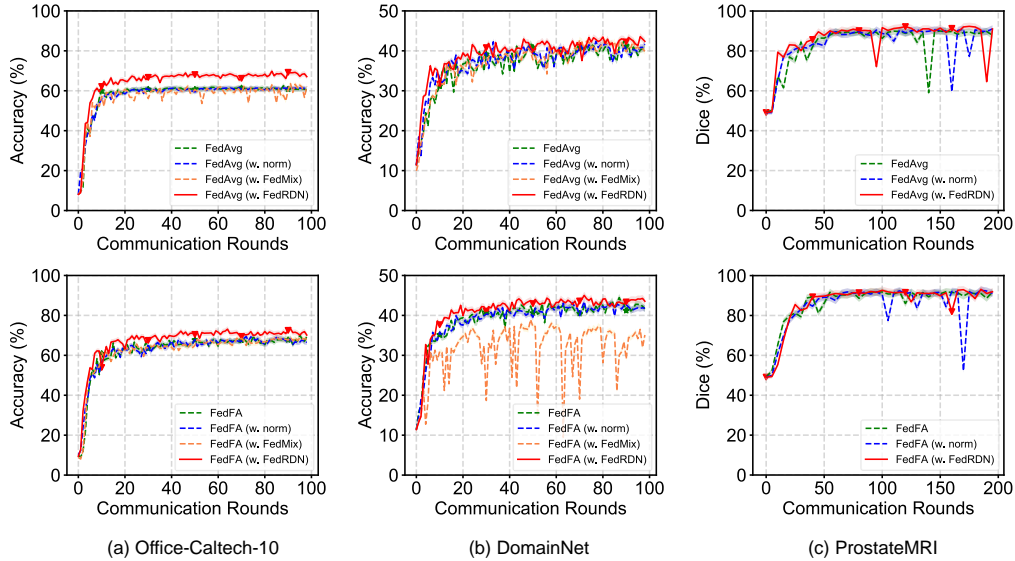 100
80
60
40
20
0
Accuracy (%)
0 20 40 60 80 100
Communication Rounds
FedAvg
FedAvg (w. norm)
FedAvg (w. FedMix)
FedAvg (w. FedRDN)
50
40
30
20
10
0
Accuracy (%)
0 20 40 60 80 100
Communication Rounds
FedAvg
FedAvg (w. norm)
FedAvg (w. FedMix)
FedAvg (w. FedRDN)
100
80
60
40
20
0
Dice (%)
0 50 100 150 200
Communication Rounds
FedAvg
FedAvg (w. norm)
FedAvg (w. FedRDN)
100
80
60
40
20
0
Accuracy (%)
0 20 40 60 80 100
Communication Rounds
FedFA
FedFA (w. norm)
FedFA (w. FedMix)
FedFA (w. FedRDN)
50
40
30
20
10
0
Accuracy (%)
0 20 40 60 80 100
Communication Rounds
FedFA
FedFA (w. norm)
FedFA (w. FedMix)
FedFA (w. FedRDN)
100
80
60
40
20
0
Dice (%)
0 50 100 150 200
Communication Rounds
FedFA
FedFA (w. norm)
FedFA (w. FedRDN)
(a) Office-Caltech-10
(b) DomainNet
(c) ProstateMRI